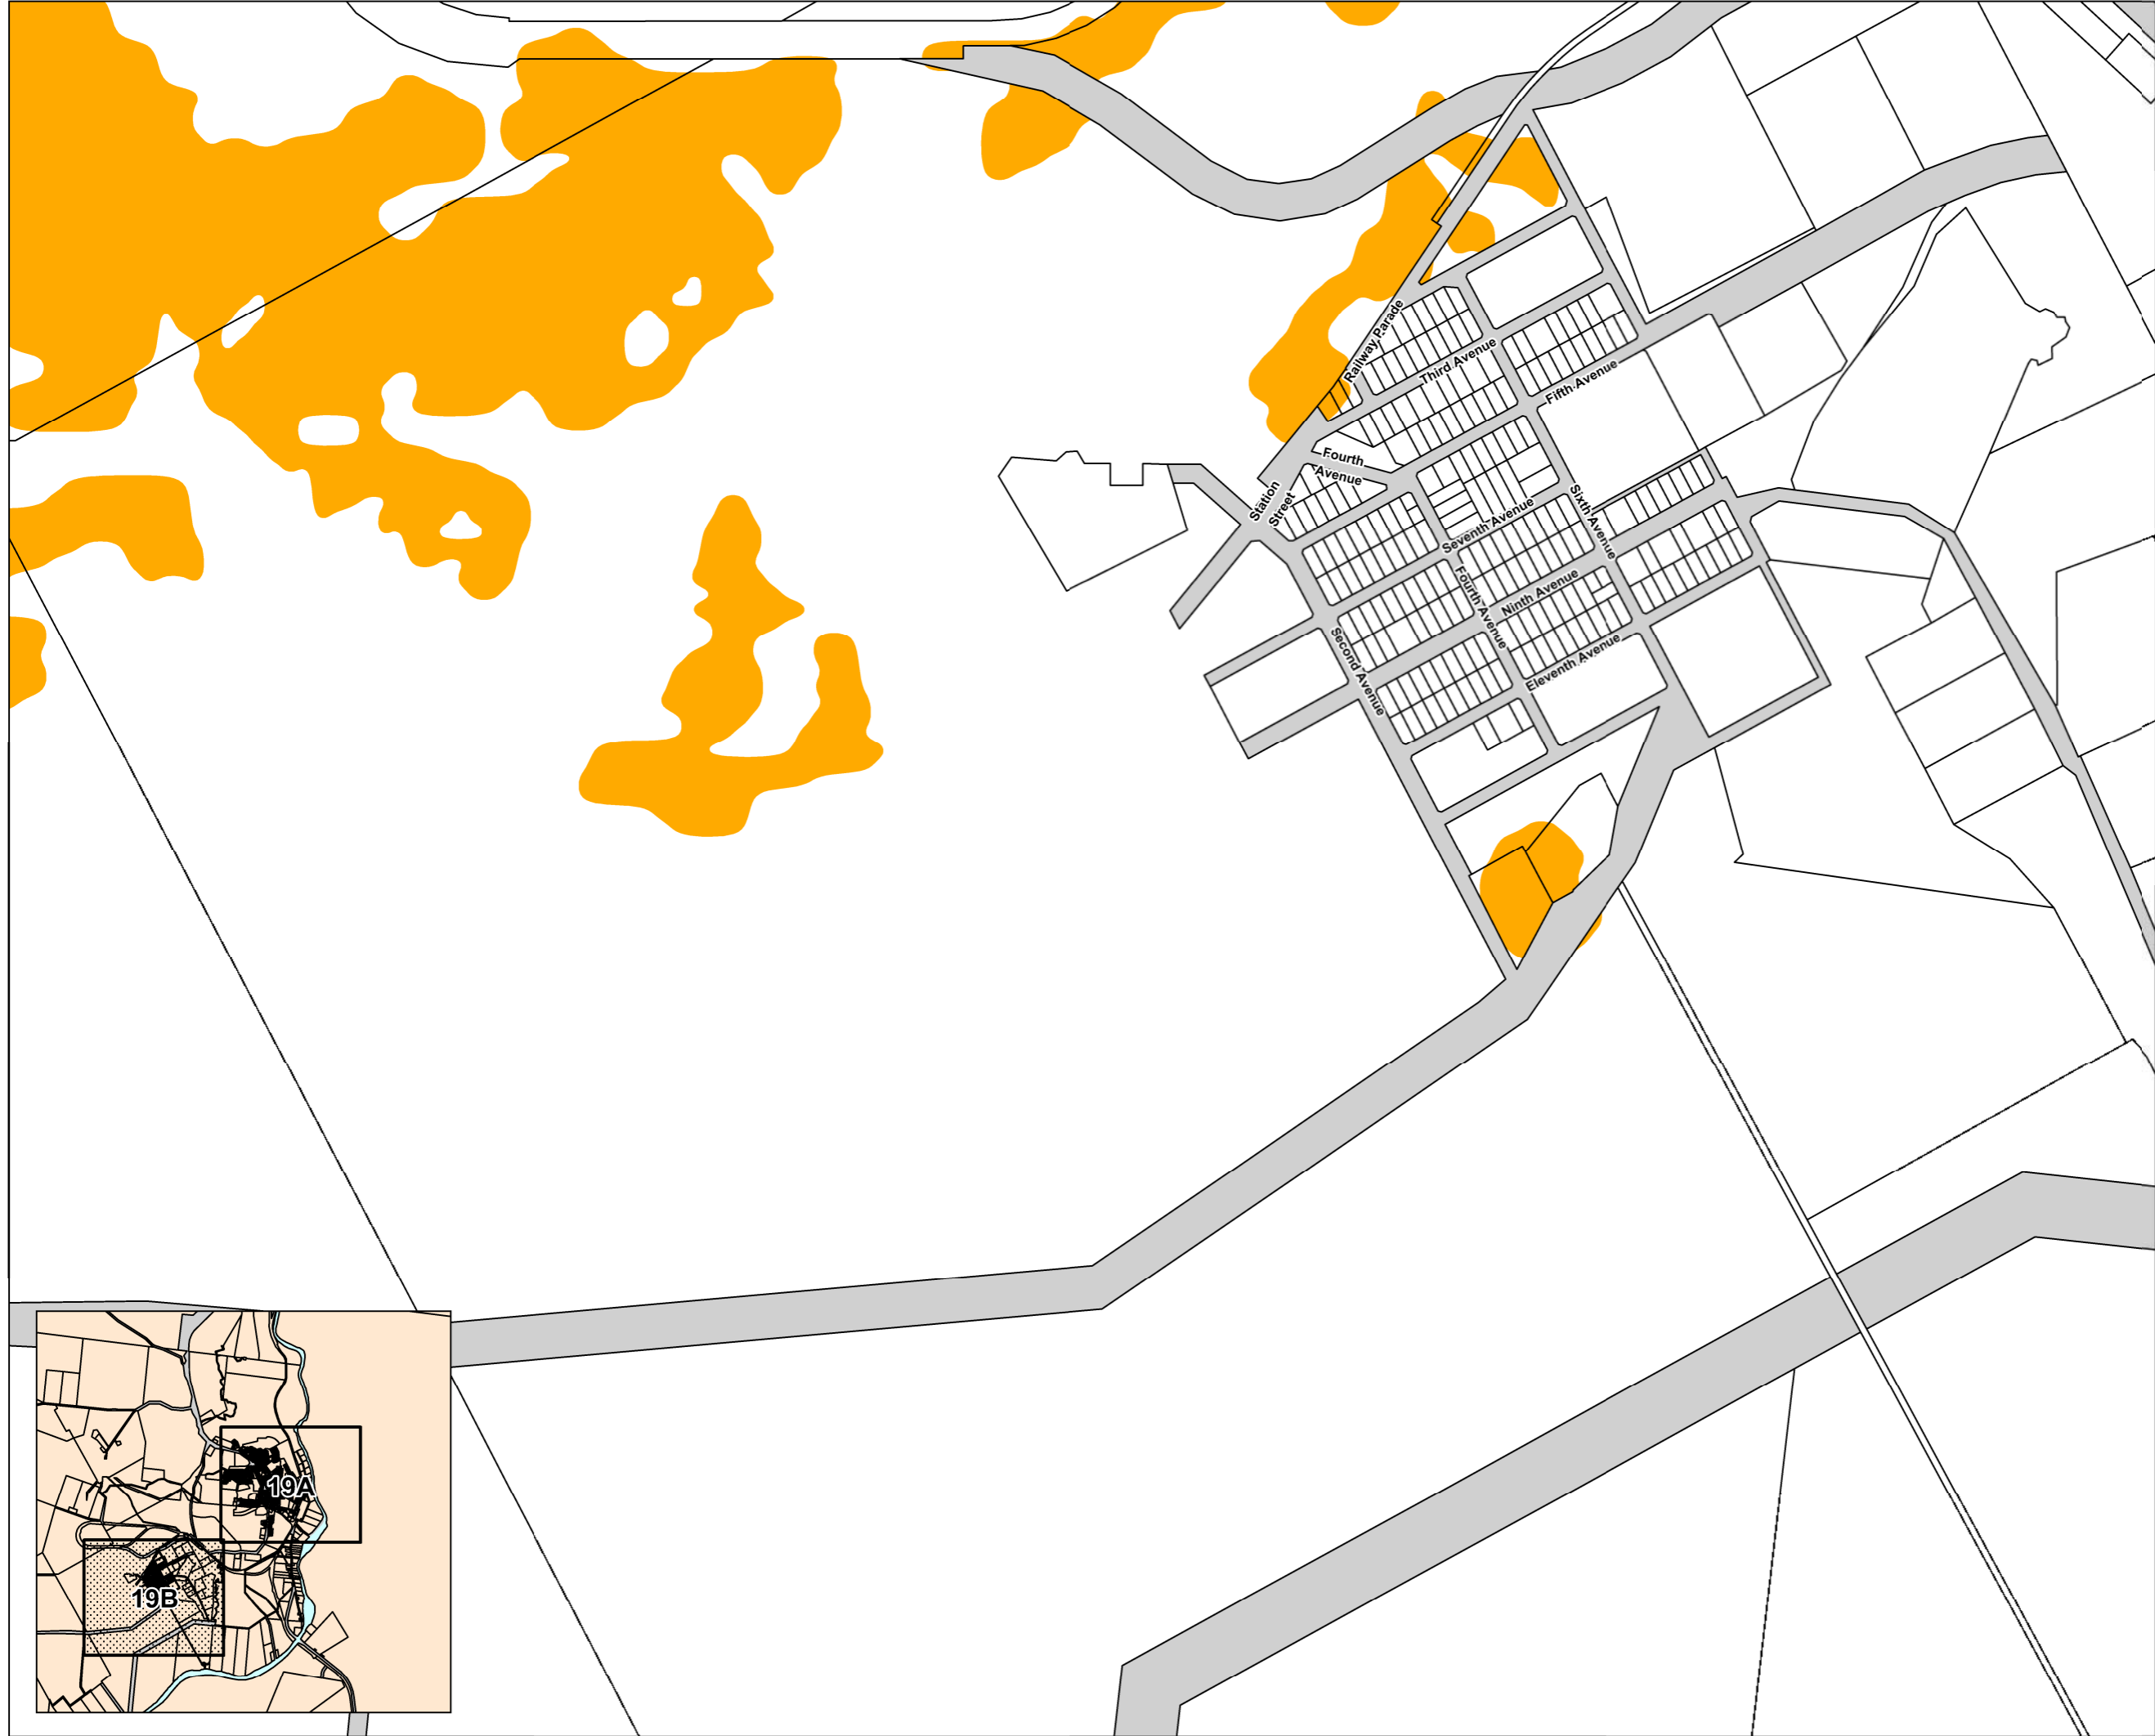 Railway Parade
Third Avenue
Fifth Avenue
Fourth
Avenue
Station
Street
Sixth Avenue
Seventh Avenue
Fourth Avenue
Ninth Avenue
Second Avenue
Eleventh Avenue
19A
19B